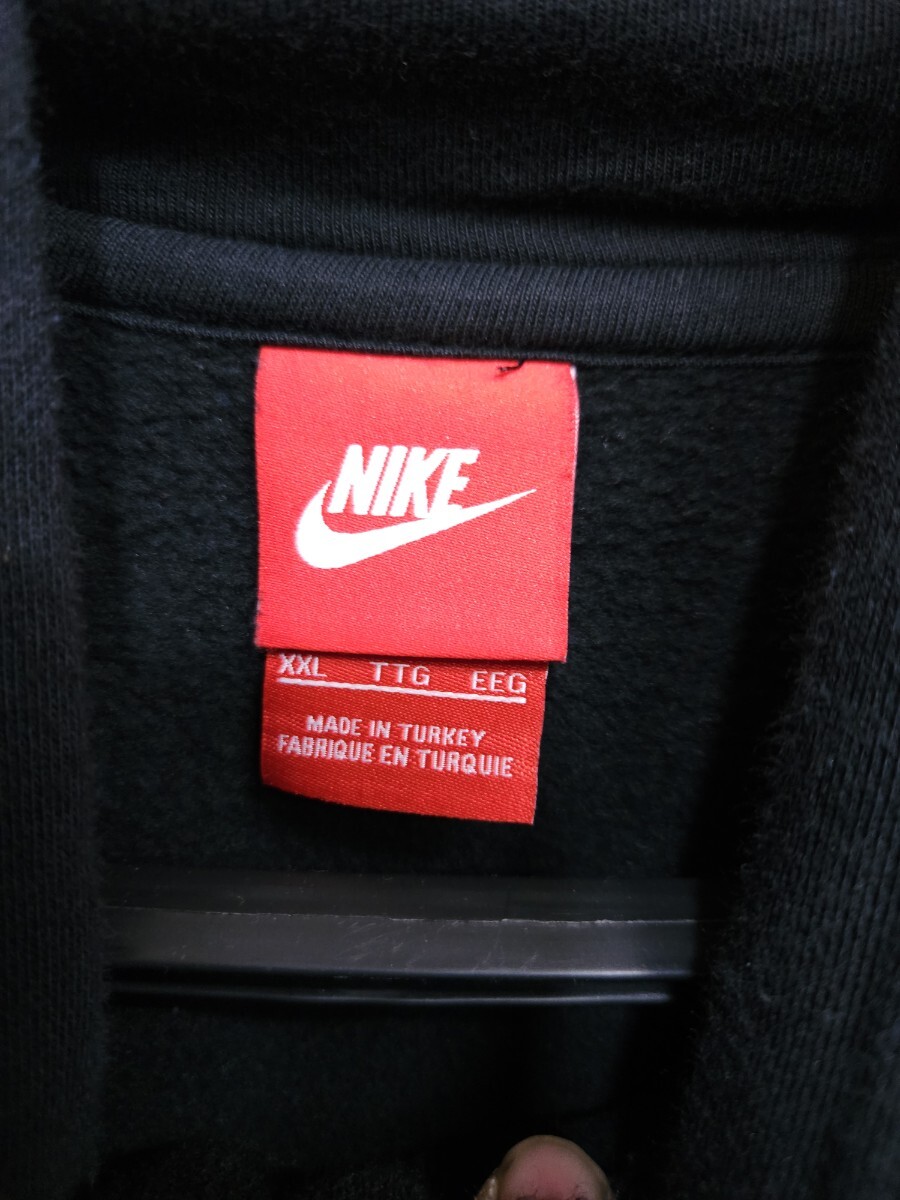 NIKE
XXL TTG EEG
MADE IN TURKEY
FABRIQUE EN TURQUIE